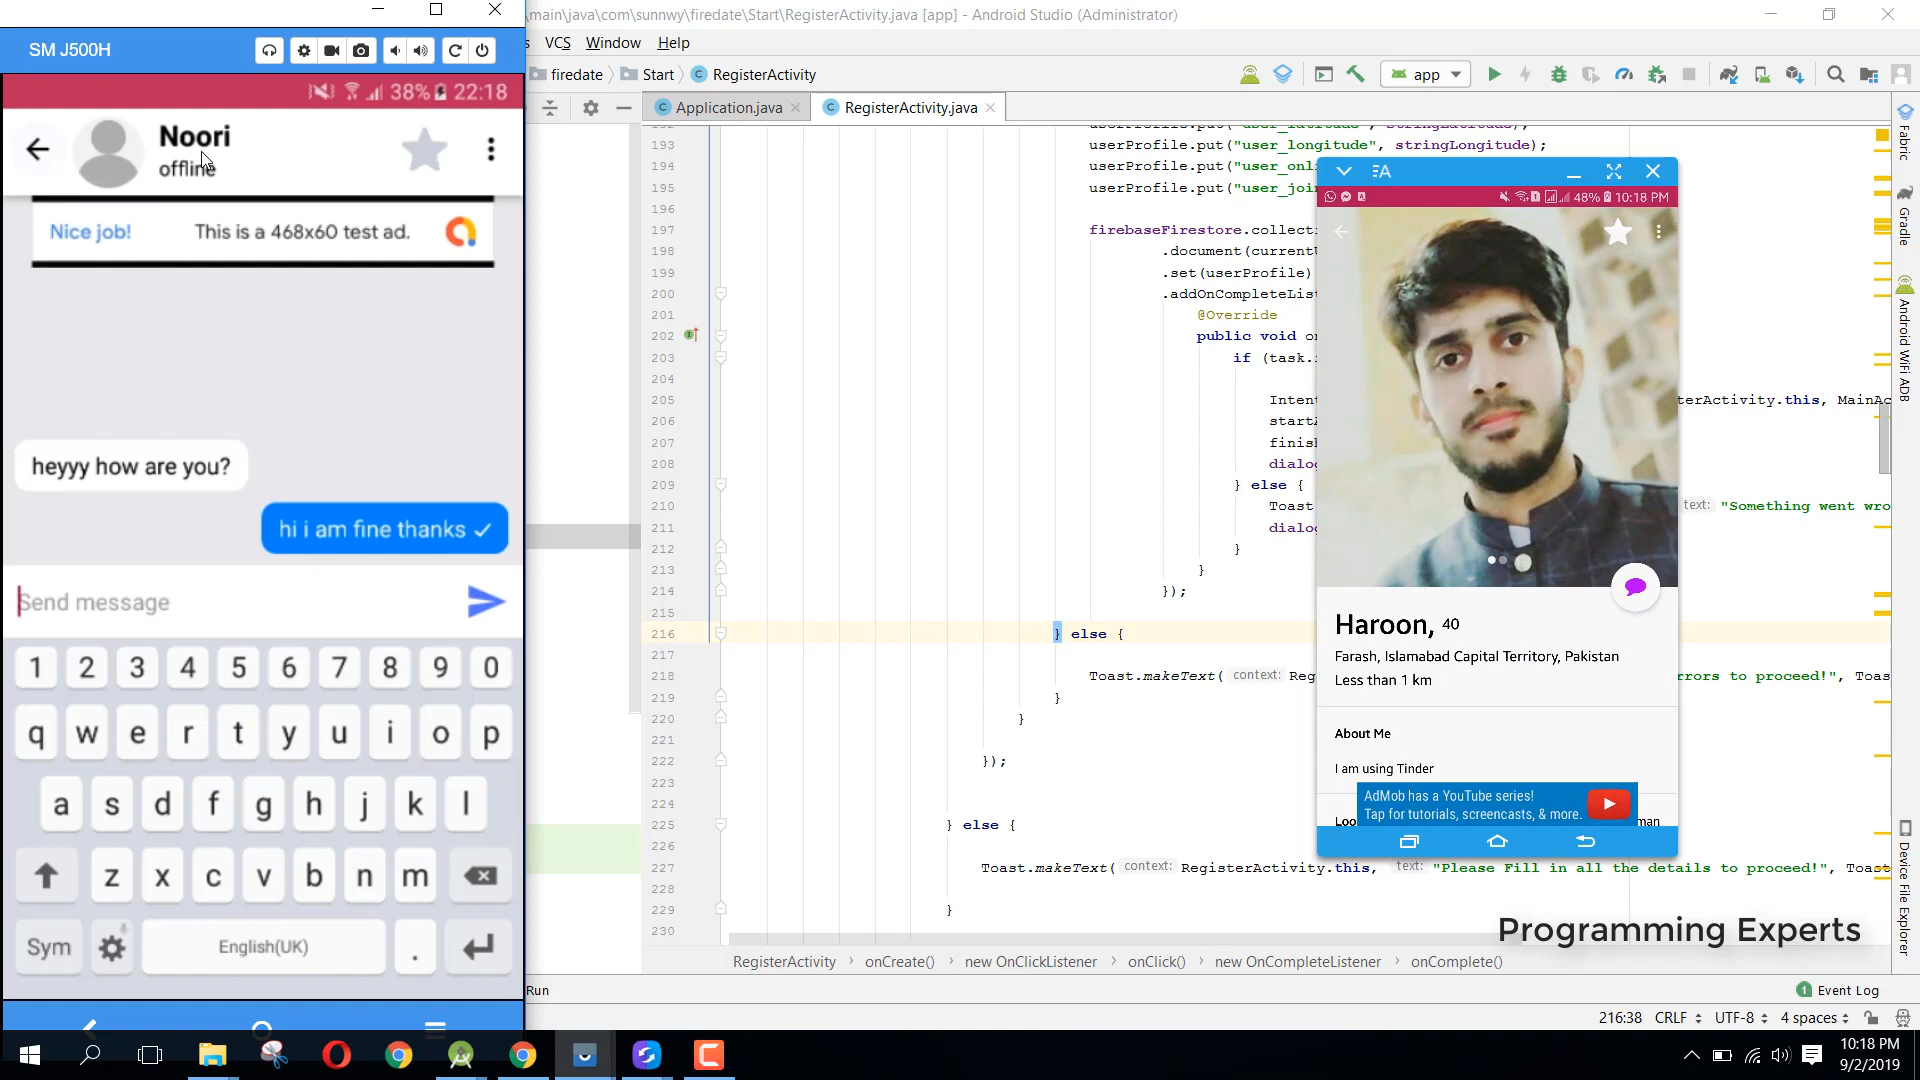 \main\java\com\sunnwy\firedate\Start\RegisterActivity.java [app] - Android Studio (Administrator)
VCS Window Help
SM J500H
firedate Start RegisterActivity
app
38% 22:18
Application.java
RegisterActivity.java
Noori
offline
Nice job! This is a 468x60 test ad.
heyyy how are you?
hi i am fine thanks
Send message
1 2 3 4 5 6 7 8 9 0
q w e r t y u i o p
a s d f g h j k l
z x c v b n m
Sym English(UK) .
193 userProfile.put("user_longitude", stringLongitude);
194 userProfile.put("user_onli
195 userProfile.put("user_joi
196
197 firebaseFirestore.collecti
198 .document(current
199 .set(userProfile)
200 .addOnCompleteList
201 @Override
202 public void o
203 if (task.
204
205 Intent terActivity.this, MainAc
206 start
207 finis
208 dialog
209 } else {
210 Toast text: "Something went wro
211 dialog
212 }
213 }
214 });
215
216 } else {
217
218 Toast.makeText( context: Reg rrors to proceed!", Toas
219 }
220 }
221
222 });
223
224
225 } else {
226
227 Toast.makeText( context: RegisterActivity.this, text: "Please Fill in all the details to proceed!", Toast
228
229 }
230
48% 10:18 PM
Haroon, 40
Farash, Islamabad Capital Territory, Pakistan
Less than 1 km
About Me
I am using Tinder
AdMob has a YouTube series!
Tap for tutorials, screencasts, & more.
Loo man
Fabric
Gradle
Android WiFi ADB
Device File Explorer
Programming Experts
RegisterActivity onCreate() new OnClickListener onClick() new OnCompleteListener onComplete()
Run
1 Event Log
216:38 CRLF UTF-8 4 spaces
10:18 PM
9/2/2019